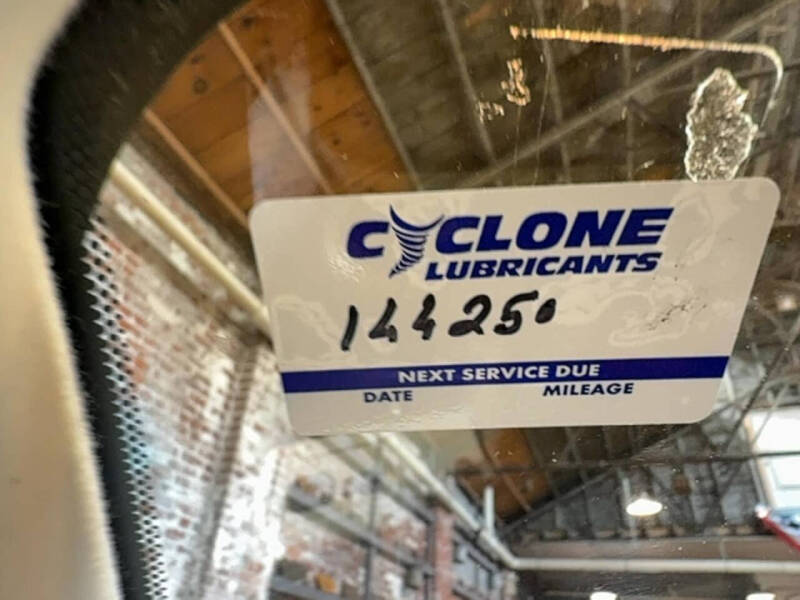 CYCLONE
LUBRICANTS
144250
NEXT SERVICE DUE
DATE MILEAGE